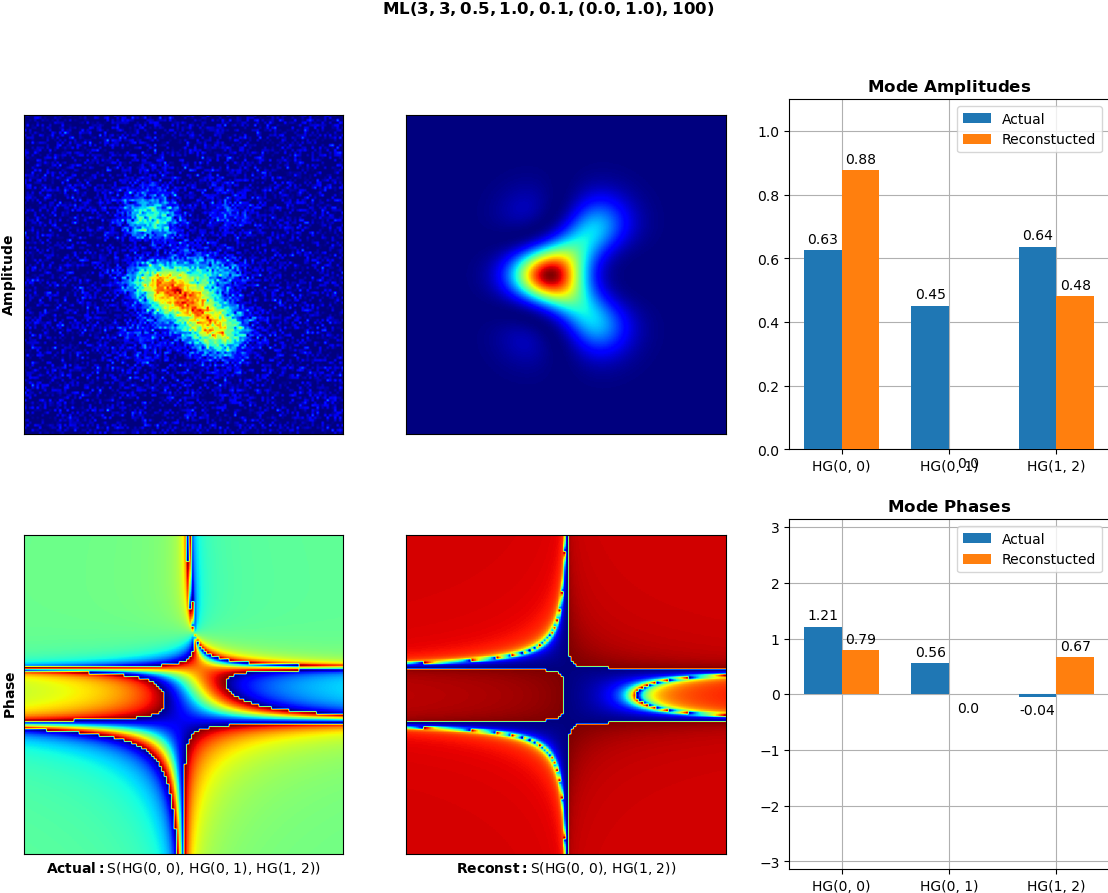 ML(3, 3, 0.5, 1.0, 0.1, (0.0, 1.0), 100)
Amplitude
Mode Amplitudes
Actual
Reconstucted
1.0
0.8
0.6
0.4
0.2
0.0
0.63
0.88
0.45
0.0
0.64
0.48
HG(0, 0)
HG(0, 1)
HG(1, 2)
Phase
Actual: S(HG(0, 0), HG(0, 1), HG(1, 2))
Reconst: S(HG(0, 0), HG(1, 2))
Mode Phases
Actual
Reconstucted
3
2
1
0
−1
−2
−3
1.21
0.79
0.56
0.0
-0.04
0.67
HG(0, 0)
HG(0, 1)
HG(1, 2)